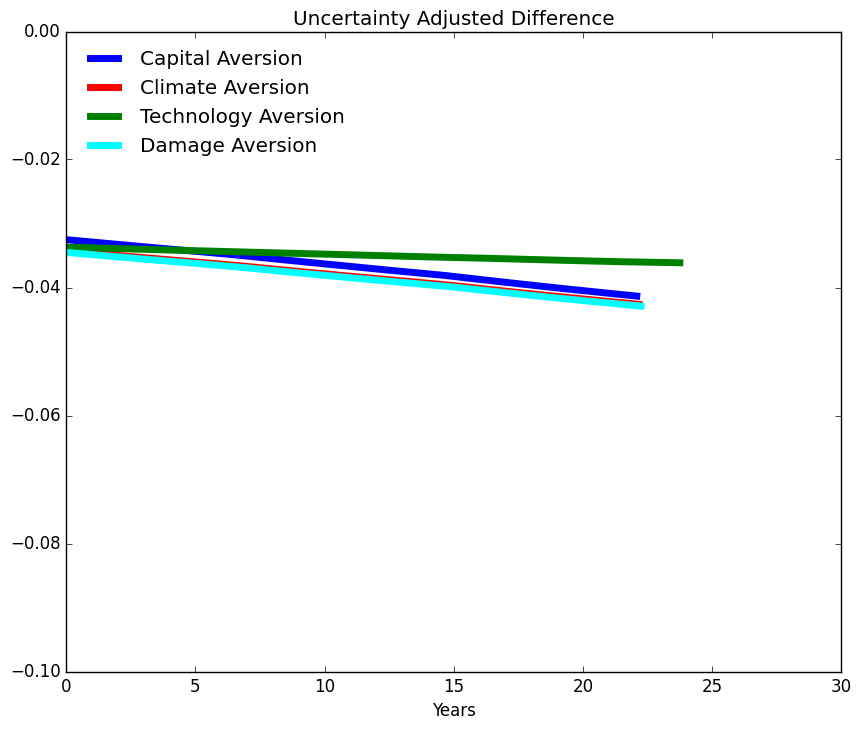 Uncertainty Adjusted Difference
0.00
Capital Aversion
Climate Aversion
Technology Aversion
Damage Aversion
−0.02
−0.04
−0.06
−0.08
−0.10
0 5 10 15 20 25 30
Years